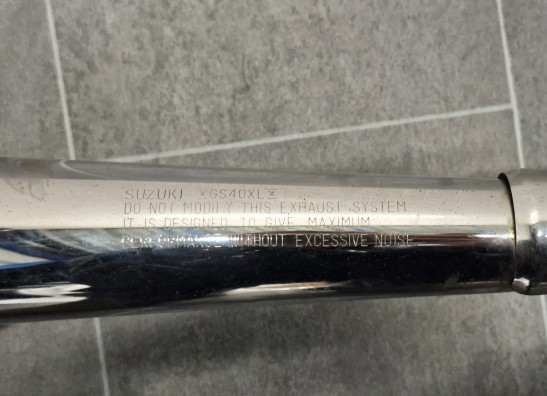 SUZUKI ※GS40XL※
DO NOT MODIFY THIS EXHAUST SYSTEM
IT IS DESIGNED TO GIVE MAXIMUM
PERFORMANCE WITHOUT EXCESSIVE NOISE